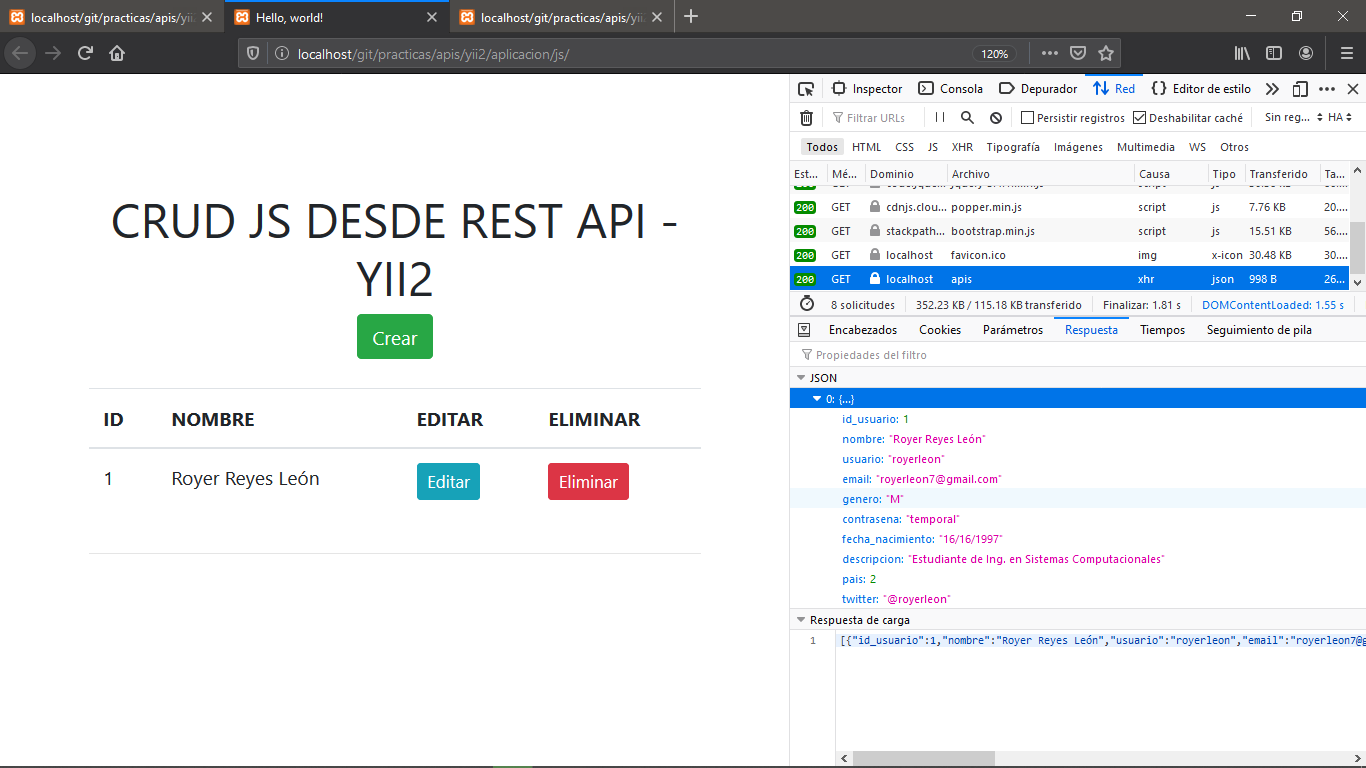 localhost/git/practicas/apis/yii
Hello, world!
localhost/git/practicas/apis/yii
localhost/git/practicas/apis/yii2/aplicacion/js/
120%
CRUD JS DESDE REST API -
YII2
Crear
ID NOMBRE EDITAR ELIMINAR
1 Royer Reyes León Editar Eliminar
Inspector Consola Depurador Red Editor de estilo
Filtrar URLs Persistir registros Deshabilitar caché Sin reg... HA
Todos HTML CSS JS XHR Tipografía Imágenes Multimedia WS Otros
Est... Mé... Dominio Archivo Causa Tipo Transferido Ta...
200 GET cdnjs.clou... popper.min.js script js 7.76 KB 20....
200 GET stackpath... bootstrap.min.js script js 15.51 KB 56....
200 GET localhost favicon.ico img x-icon 30.48 KB 30....
200 GET localhost apis xhr json 998 B 26...
8 solicitudes 352.23 KB / 115.18 KB transferido Finalizar: 1.81 s DOMContentLoaded: 1.55 s
Encabezados Cookies Parámetros Respuesta Tiempos Seguimiento de pila
Propiedades del filtro
JSON
0: {...}
id_usuario: 1
nombre: "Royer Reyes León"
usuario: "royerleon"
email: "royerleon7@gmail.com"
genero: "M"
contrasena: "temporal"
fecha_nacimiento: "16/16/1997"
descripcion: "Estudiante de Ing. en Sistemas Computacionales"
pais: 2
twitter: "@royerleon"
Respuesta de carga
1 [{"id_usuario":1,"nombre":"Royer Reyes León","usuario":"royerleon","email":"royerleon7@g